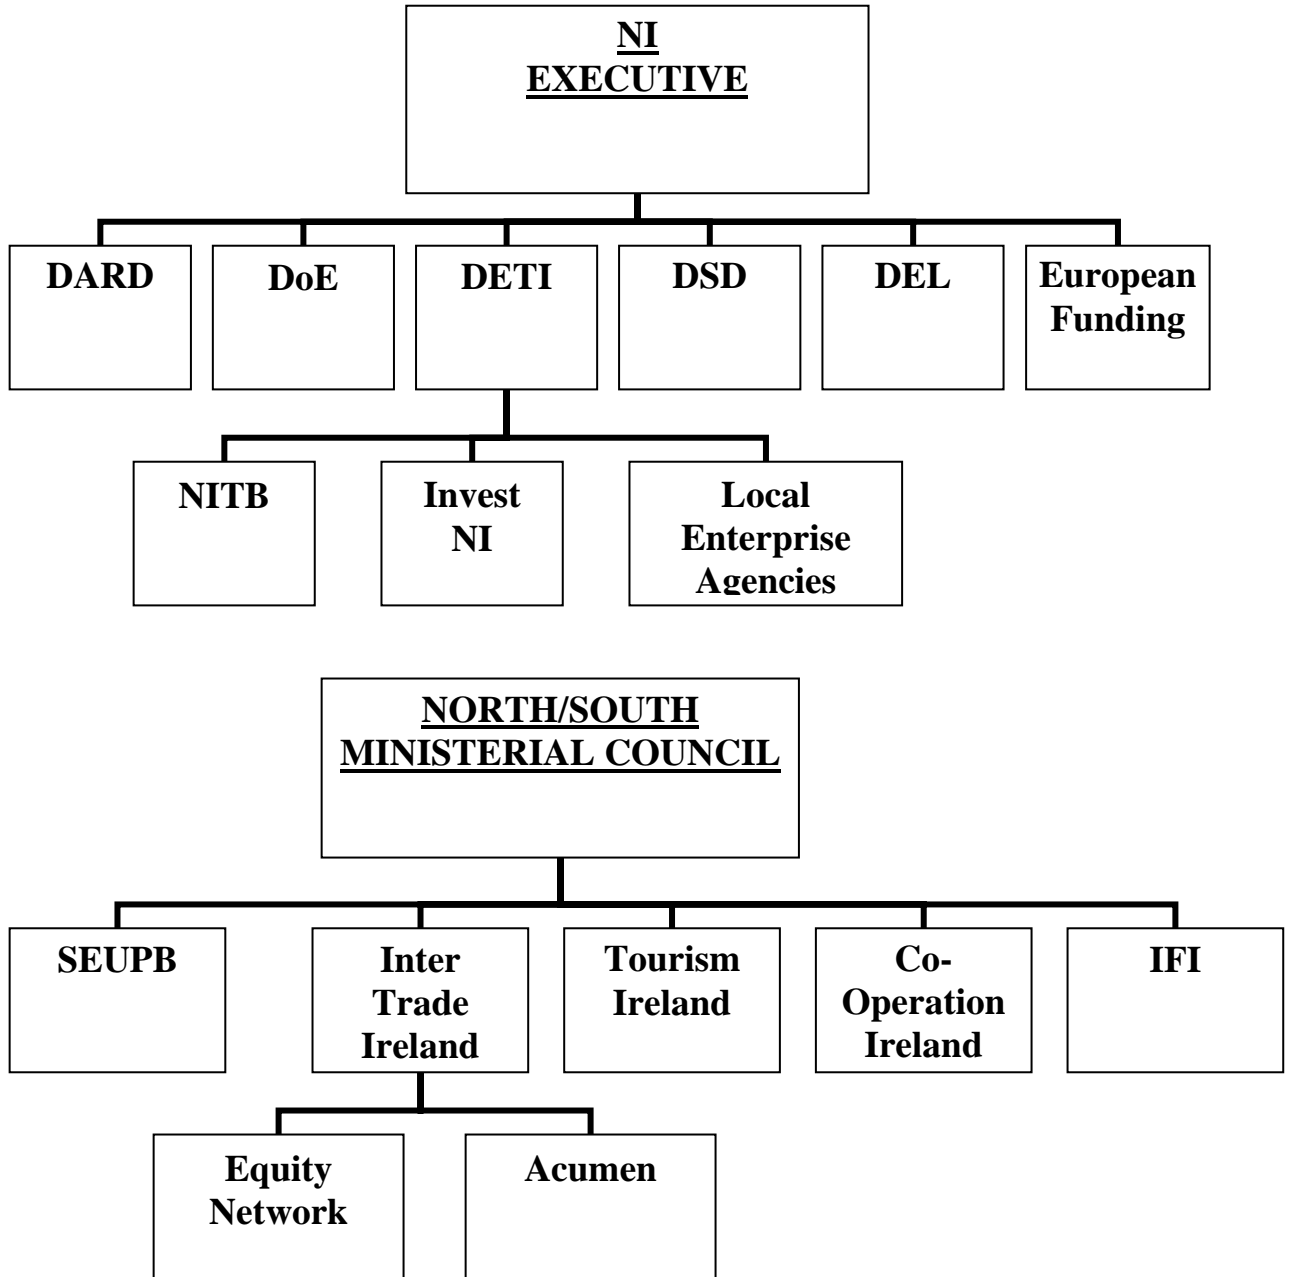 NI
EXECUTIVE
DARD
DoE
DETI
DSD
DEL
European
Funding
NITB
Invest
NI
Local
Enterprise
Agencies
NORTH/SOUTH
MINISTERIAL COUNCIL
SEUPB
Inter
Trade
Ireland
Tourism
Ireland
Co-
Operation
Ireland
IFI
Equity
Network
Acumen